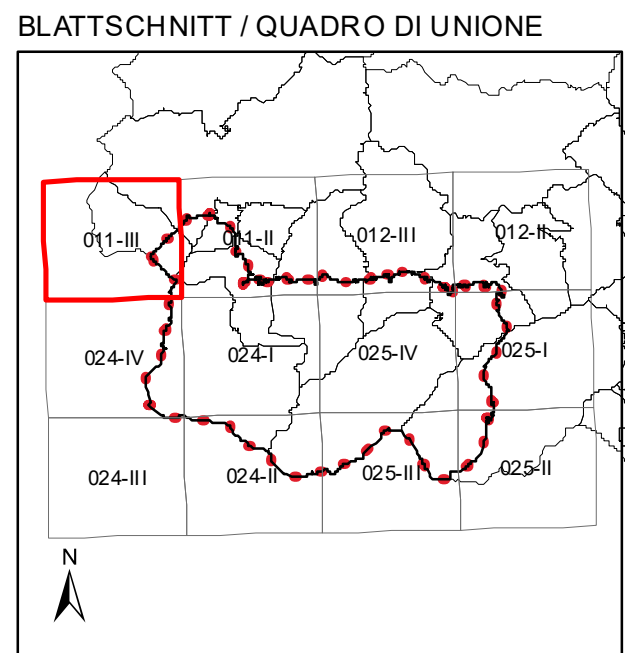 BLATTSCHNITT / QUADRO DI UNIONE
011-III
011-II
012-III
012-II
024-IV
024-I
025-IV
025-I
024-III
024-II
025-III
025-II
N